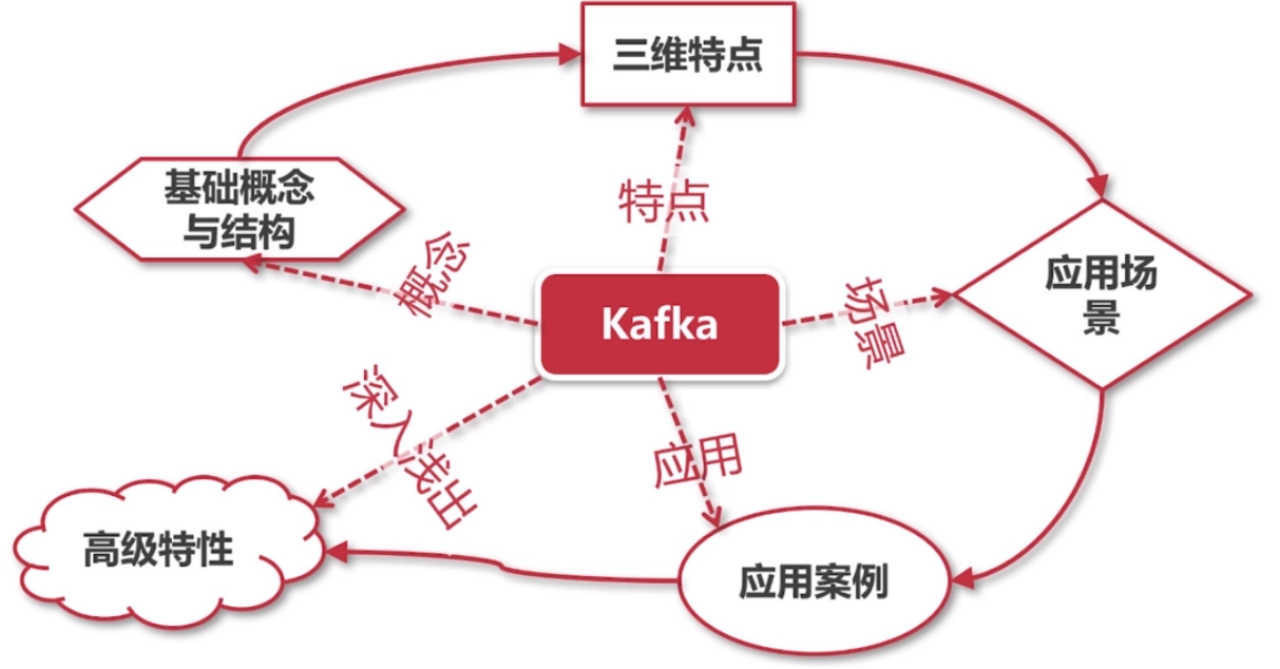 三维特点
基础概念
与结构
特点
概念
应用场
景
场景
Kafka
深入浅出
应用
高级特性
应用案例